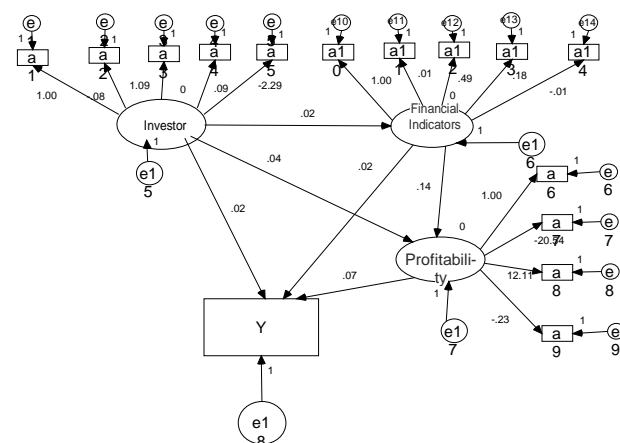 e
e
e
e
e
e10
e11
e12
e13
e14
1
1
1
1
1
1
1
1
1
1
a
1
a
2
a
3
a
4
a
5
a1
0
a1
1
a1
2
a1
3
a1
4
1.00
-.08
1.09
0
.09
-2.29
1.00
.01
.49
0
.18
-.01
Investor
Financial
Indicators
1
e1
5
.02
1
e1
6
.04
.02
.14
.02
1.00
a
6
1
e
6
0
-20.54
a
7
1
e
7
Profitabili-
ty
12.11
a
8
1
e
8
.07
1
-.23
a
9
1
e
9
e1
7
Y
1
e1
8